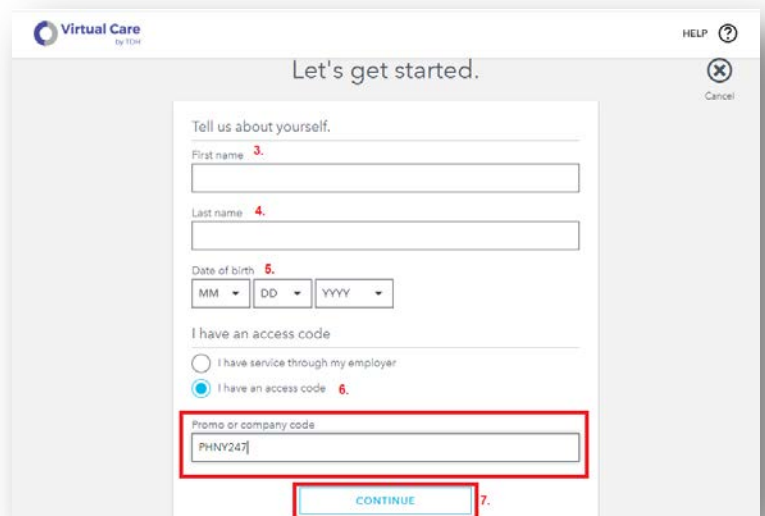 Virtual Care
by TDH
HELP ?
Let's get started.
Cancel
Tell us about yourself.
First name 3.
Last name 4.
Date of birth 5.
MM DD YYYY
I have an access code
I have service through my employer
I have an access code 6.
Promo or company code
PHNY247
CONTINUE 7.